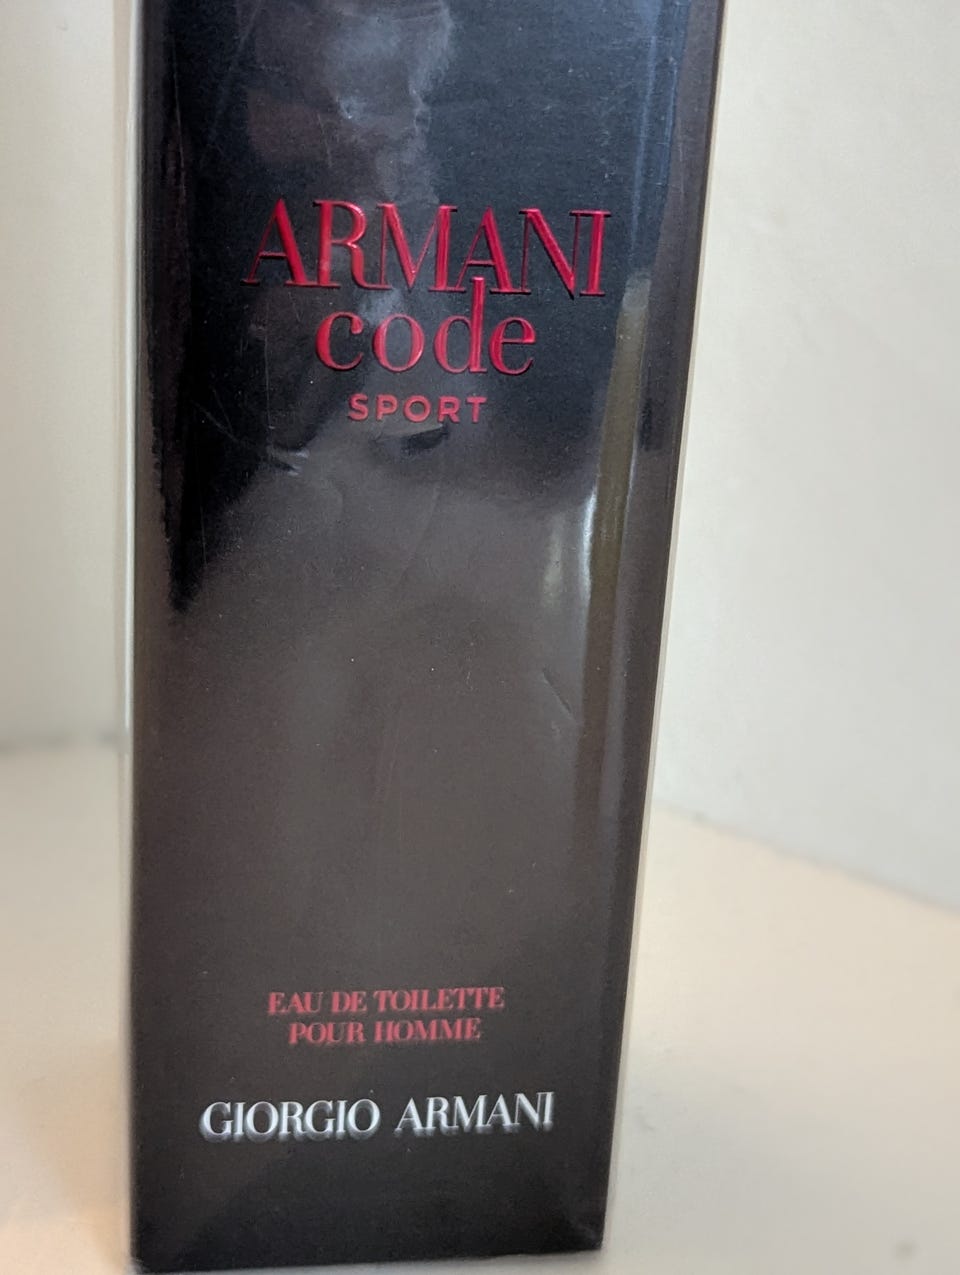 ARMANI
code
SPORT
EAU DE TOILETTE
POUR HOMME
GIORGIO ARMANI